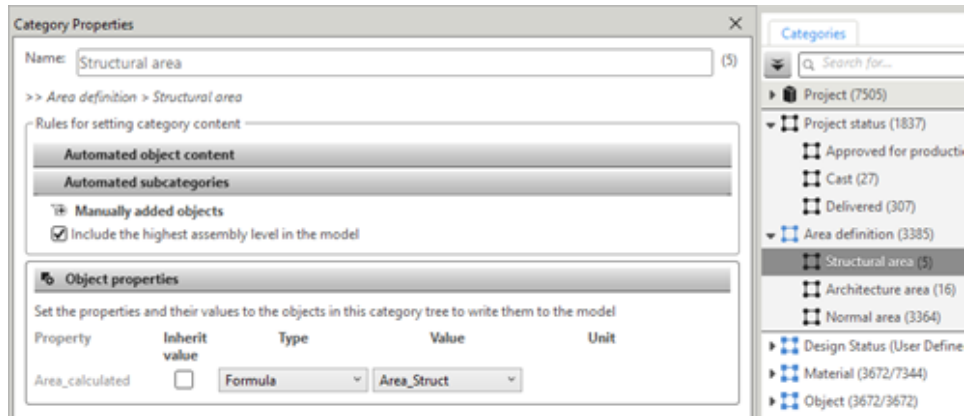 Category Properties
Name: Structural area (5)
>> Area definition > Structural area
Rules for setting category content
Automated object content
Automated subcategories
Manually added objects
Include the highest assembly level in the model
Object properties
Set the properties and their values to the objects in this category tree to write them to the model
Property Inherit value Type Value Unit
Area_calculated Formula Area_Struct
Categories
Search for...
Project (7505)
Project status (1837)
Approved for producti
Cast (27)
Delivered (307)
Area definition (3385)
Structural area (5)
Architecture area (16)
Normal area (3364)
Design Status (User Define
Material (3672/7344)
Object (3672/3672)